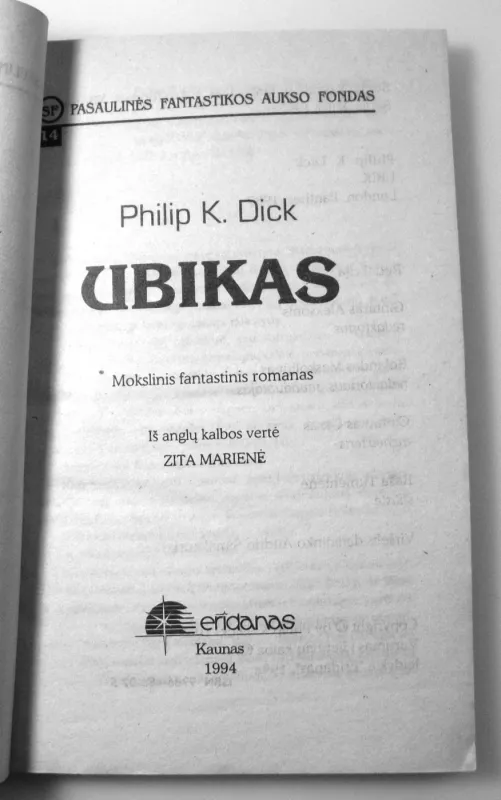 SF PASAULINĖS FANTASTIKOS AUKSO FONDAS
14
Philip K. Dick
UBIKAS
Mokslinis fantastinis romanas
Iš anglų kalbos vertė
ZITA MARIENĖ
eridanas
Kaunas
1994